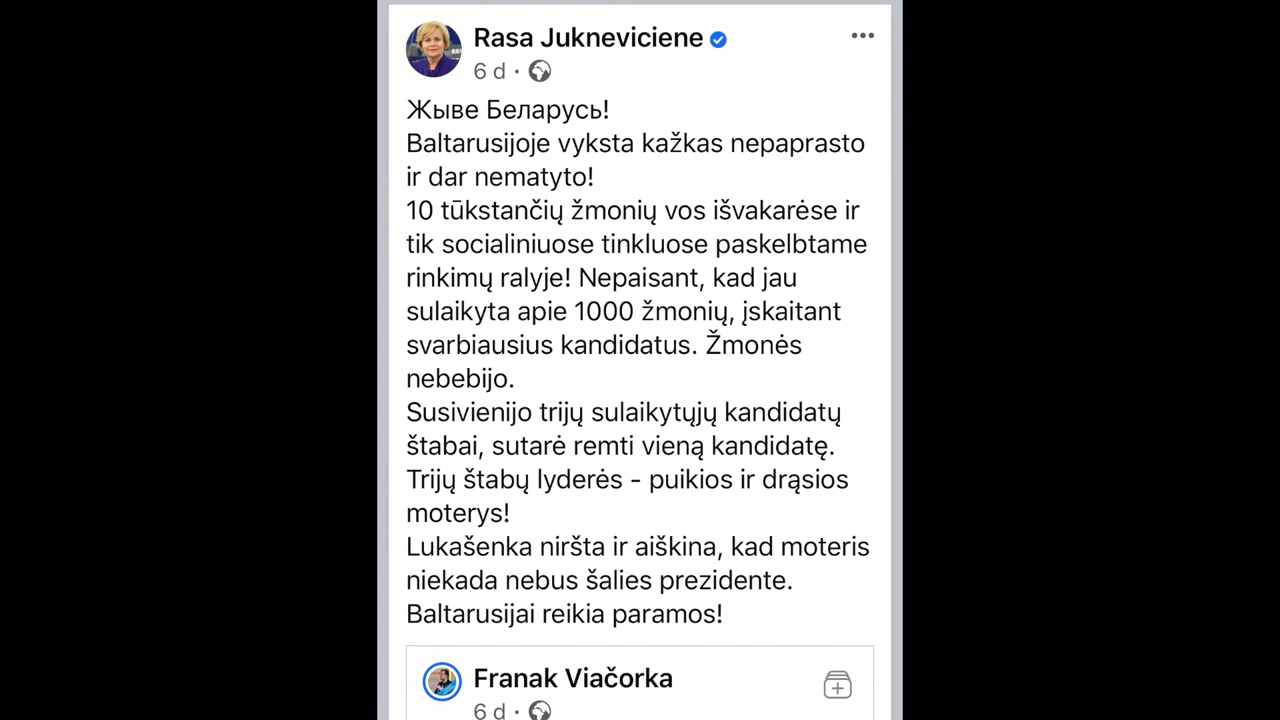 Rasa Jukneviciene
6 d ·
Жыве Беларусь!
Baltarusijoje vyksta kažkas nepaprasto
ir dar nematyto!
10 tūkstančių žmonių vos išvakarėse ir
tik socialiniuose tinkluose paskelbtame
rinkimų ralyje! Nepaisant, kad jau
sulaikyta apie 1000 žmonių, įskaitant
svarbiausius kandidatus. Žmonės
nebebijo.
Susivienijo trijų sulaikytųjų kandidatų
štabai, sutarė remti vieną kandidatę.
Trijų štabų lyderės - puikios ir drąsios
moterys!
Lukašenka niršta ir aiškina, kad moteris
niekada nebus šalies prezidente.
Baltarusijai reikia paramos!
Franak Viačorka
6 d ·